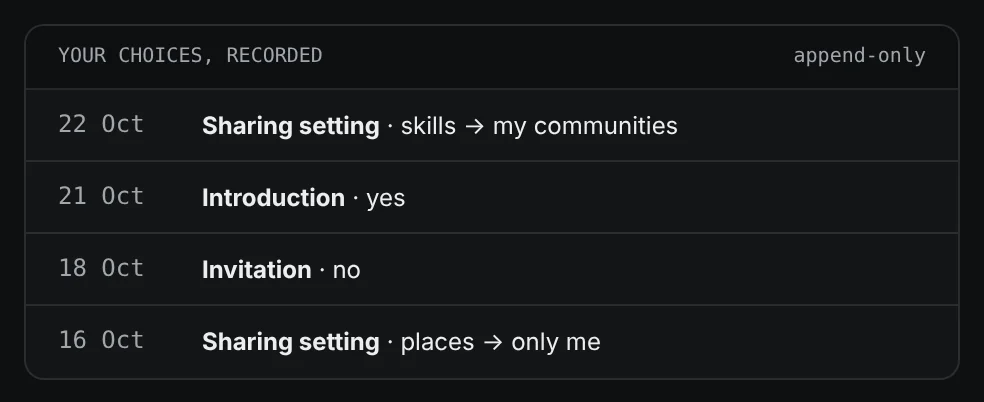 YOUR CHOICES, RECORDED append-only
22 Oct Sharing setting · skills → my communities
21 Oct Introduction · yes
18 Oct Invitation · no
16 Oct Sharing setting · places → only me